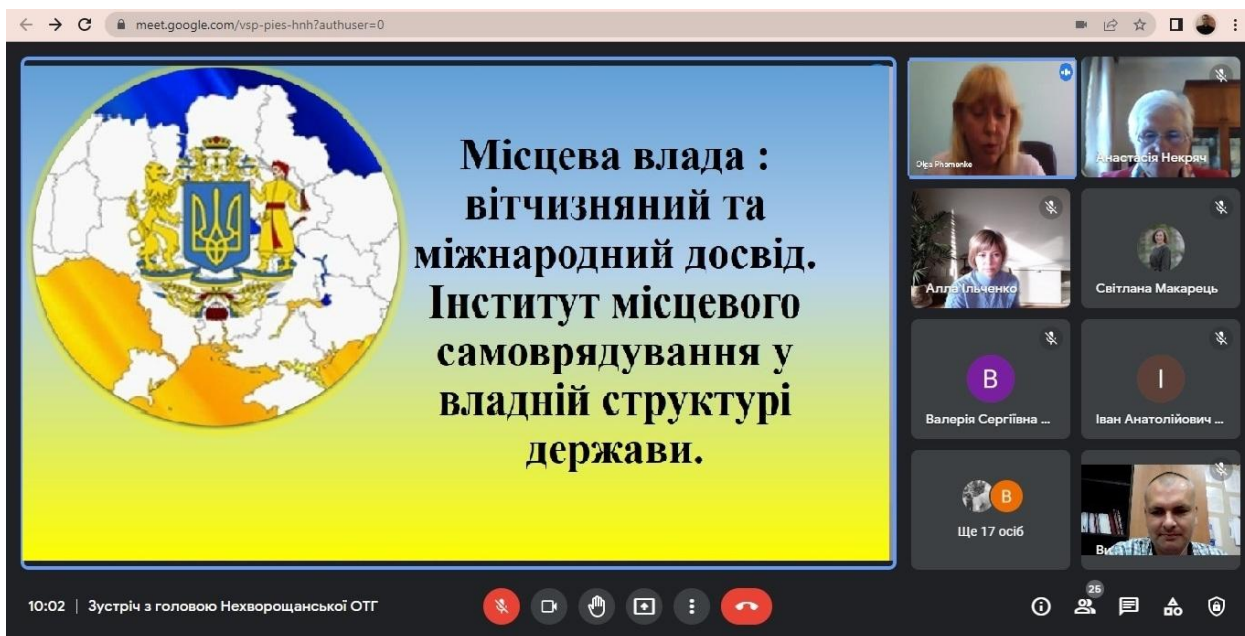 meet.google.com/vsp-pies-hnh?authuser=0
Місцева влада :
вітчизняний та
міжнародний досвід.
Інститут місцевого
самоврядування у
владній структурі
держави.
Olga Phomenko
Анастасія Некряч
Алла Ільченко
Світлана Макарець
В
Валерія Сергіївна ...
І
Іван Анатолійович ...
В
Ще 17 осіб
Ви
10:02 | Зустріч з головою Нехворощанської ОТГ
25